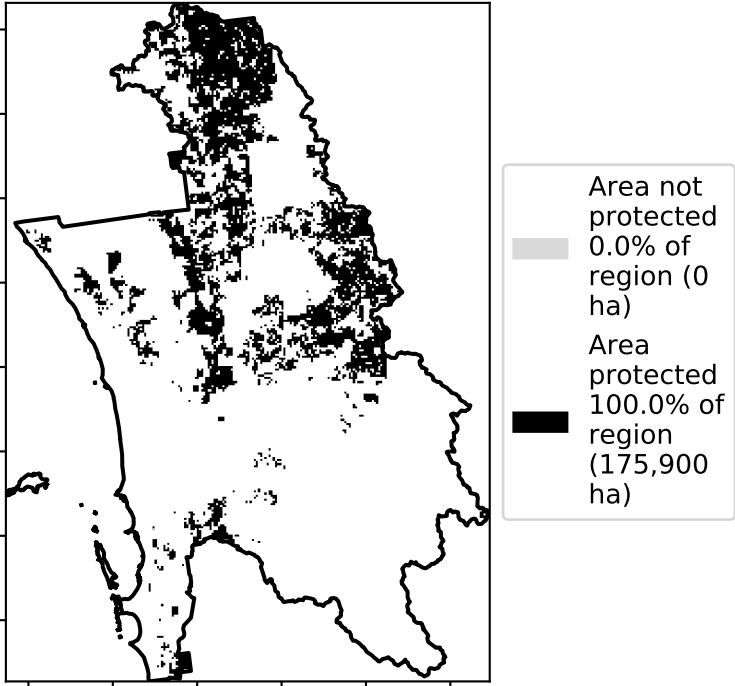 Area not
protected
0.0% of
region (0
ha)
Area
protected
100.0% of
region
(175,900
ha)